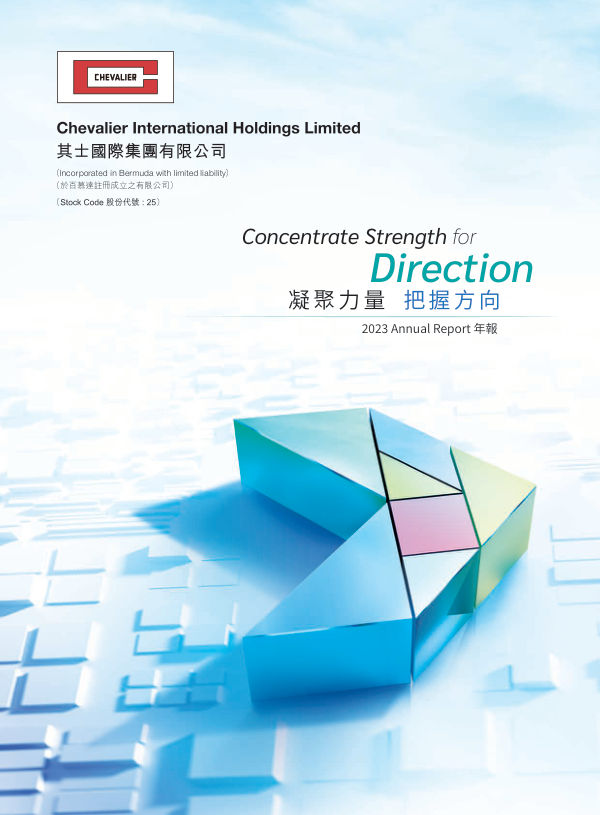 CHEVALIER
Chevalier International Holdings Limited
其士國際集團有限公司
(Incorporated in Bermuda with limited liability)
(於百慕達註冊成立之有限公司)
(Stock Code 股份代號 : 25)
Concentrate Strength for
Direction
凝聚力量 把握方向
2023 Annual Report 年報